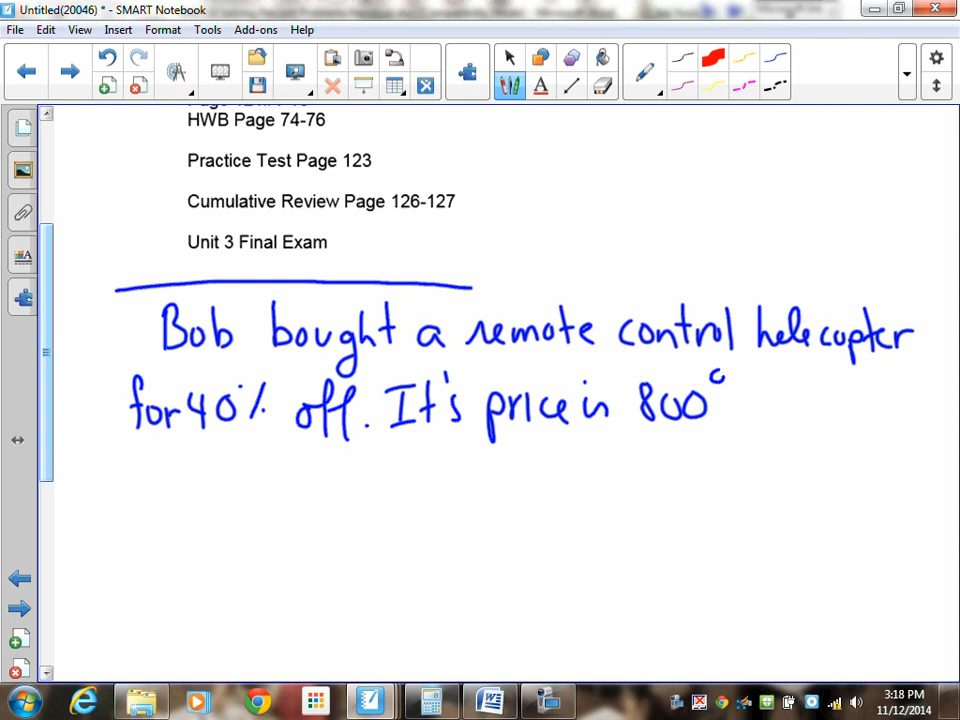 Untitled(20046) * - SMART Notebook
File Edit View Insert Format Tools Add-ons Help
HWB Page 74-76
Practice Test Page 123
Cumulative Review Page 126-127
Unit 3 Final Exam
Bob bought a remote control helecopter
for 40% off. It's price is 800
3:18 PM
11/12/2014